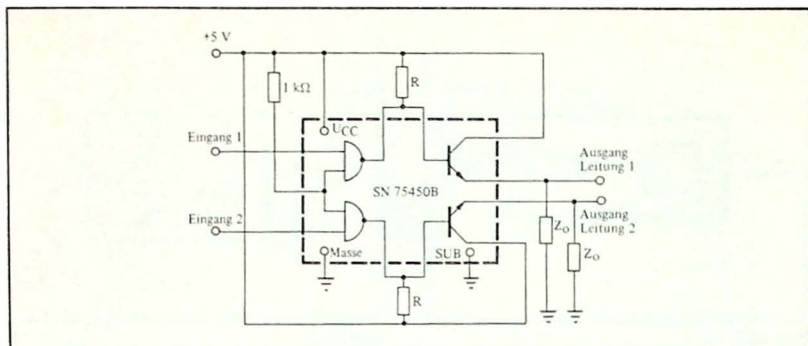 +5 V
R
1 kΩ
UCC
Eingang 1
Ausgang
Leitung 1
SN 75450B
Ausgang
Leitung 2
Eingang 2
Masse
SUB
ZO
ZO
R